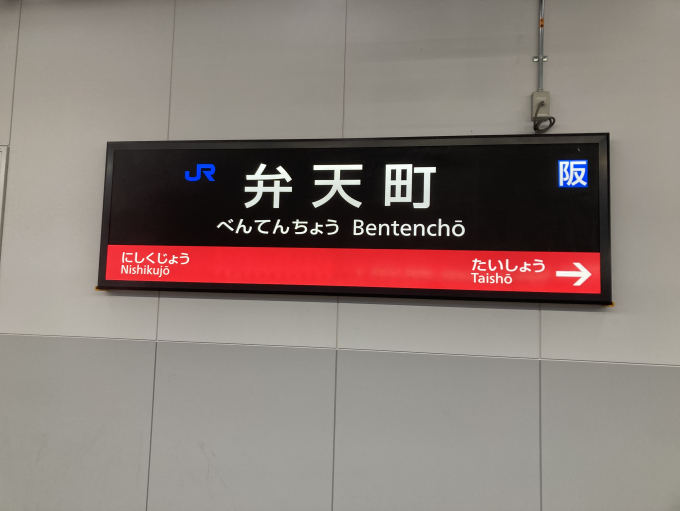 JR 弁天町 阪
べんてんちょう Bentenchō
にしくじょう たいしょう
Nishikujō Taishō →